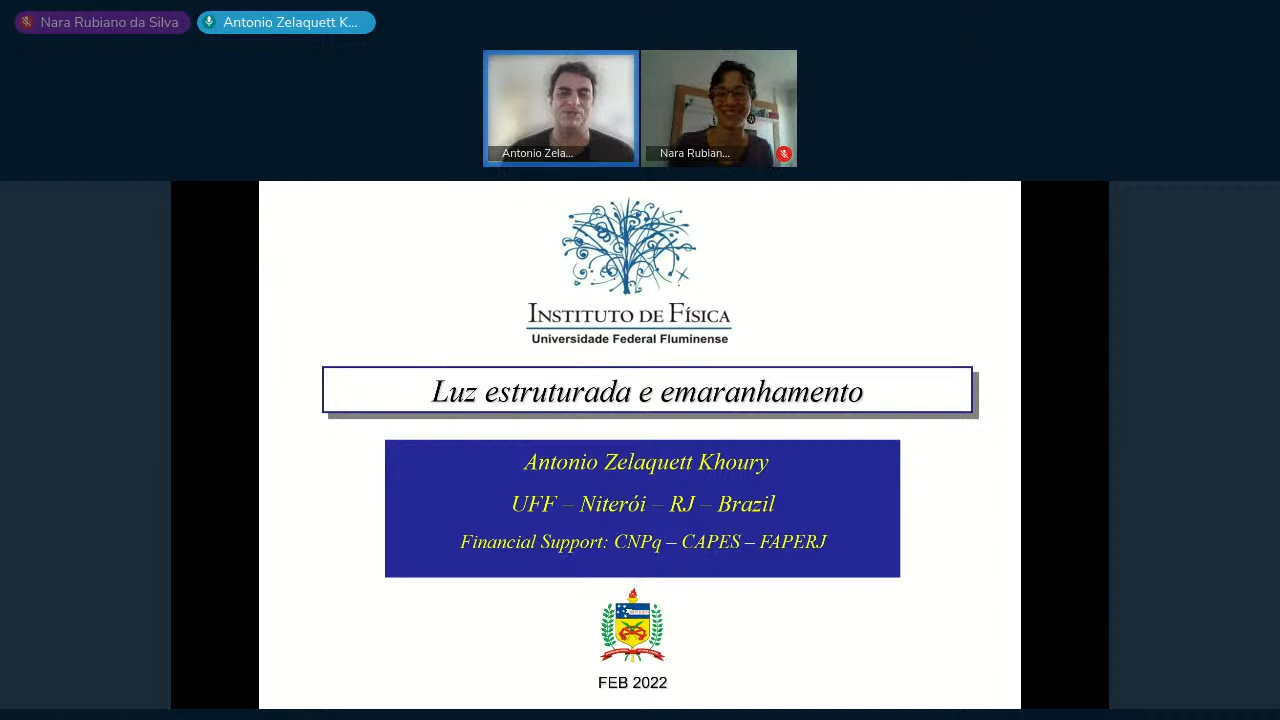 Nara Rubiano da Silva
Antonio Zelaquett K...
Antonio Zela...
Nara Rubian...
INSTITUTO DE FÍSICA
Universidade Federal Fluminense
Luz estruturada e emaranhamento
Antonio Zelaquett Khoury
UFF – Niterói – RJ – Brazil
Financial Support: CNPq – CAPES – FAPERJ
FEB 2022